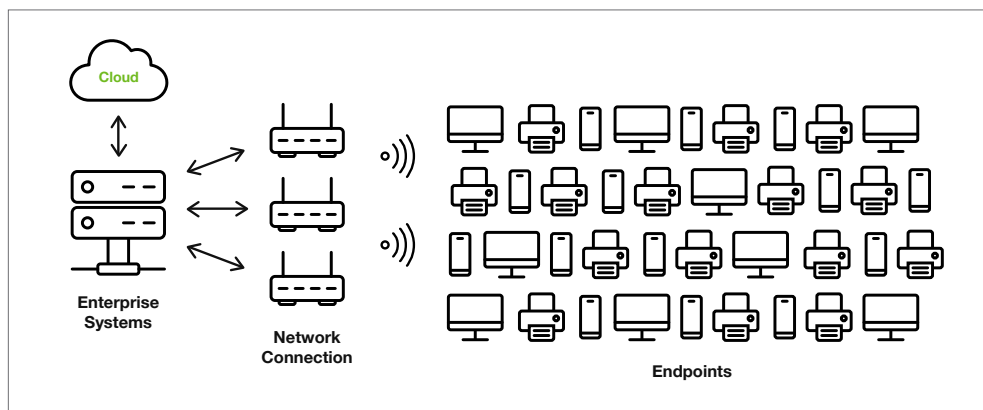 Cloud
Enterprise
Systems
Network
Connection
Endpoints